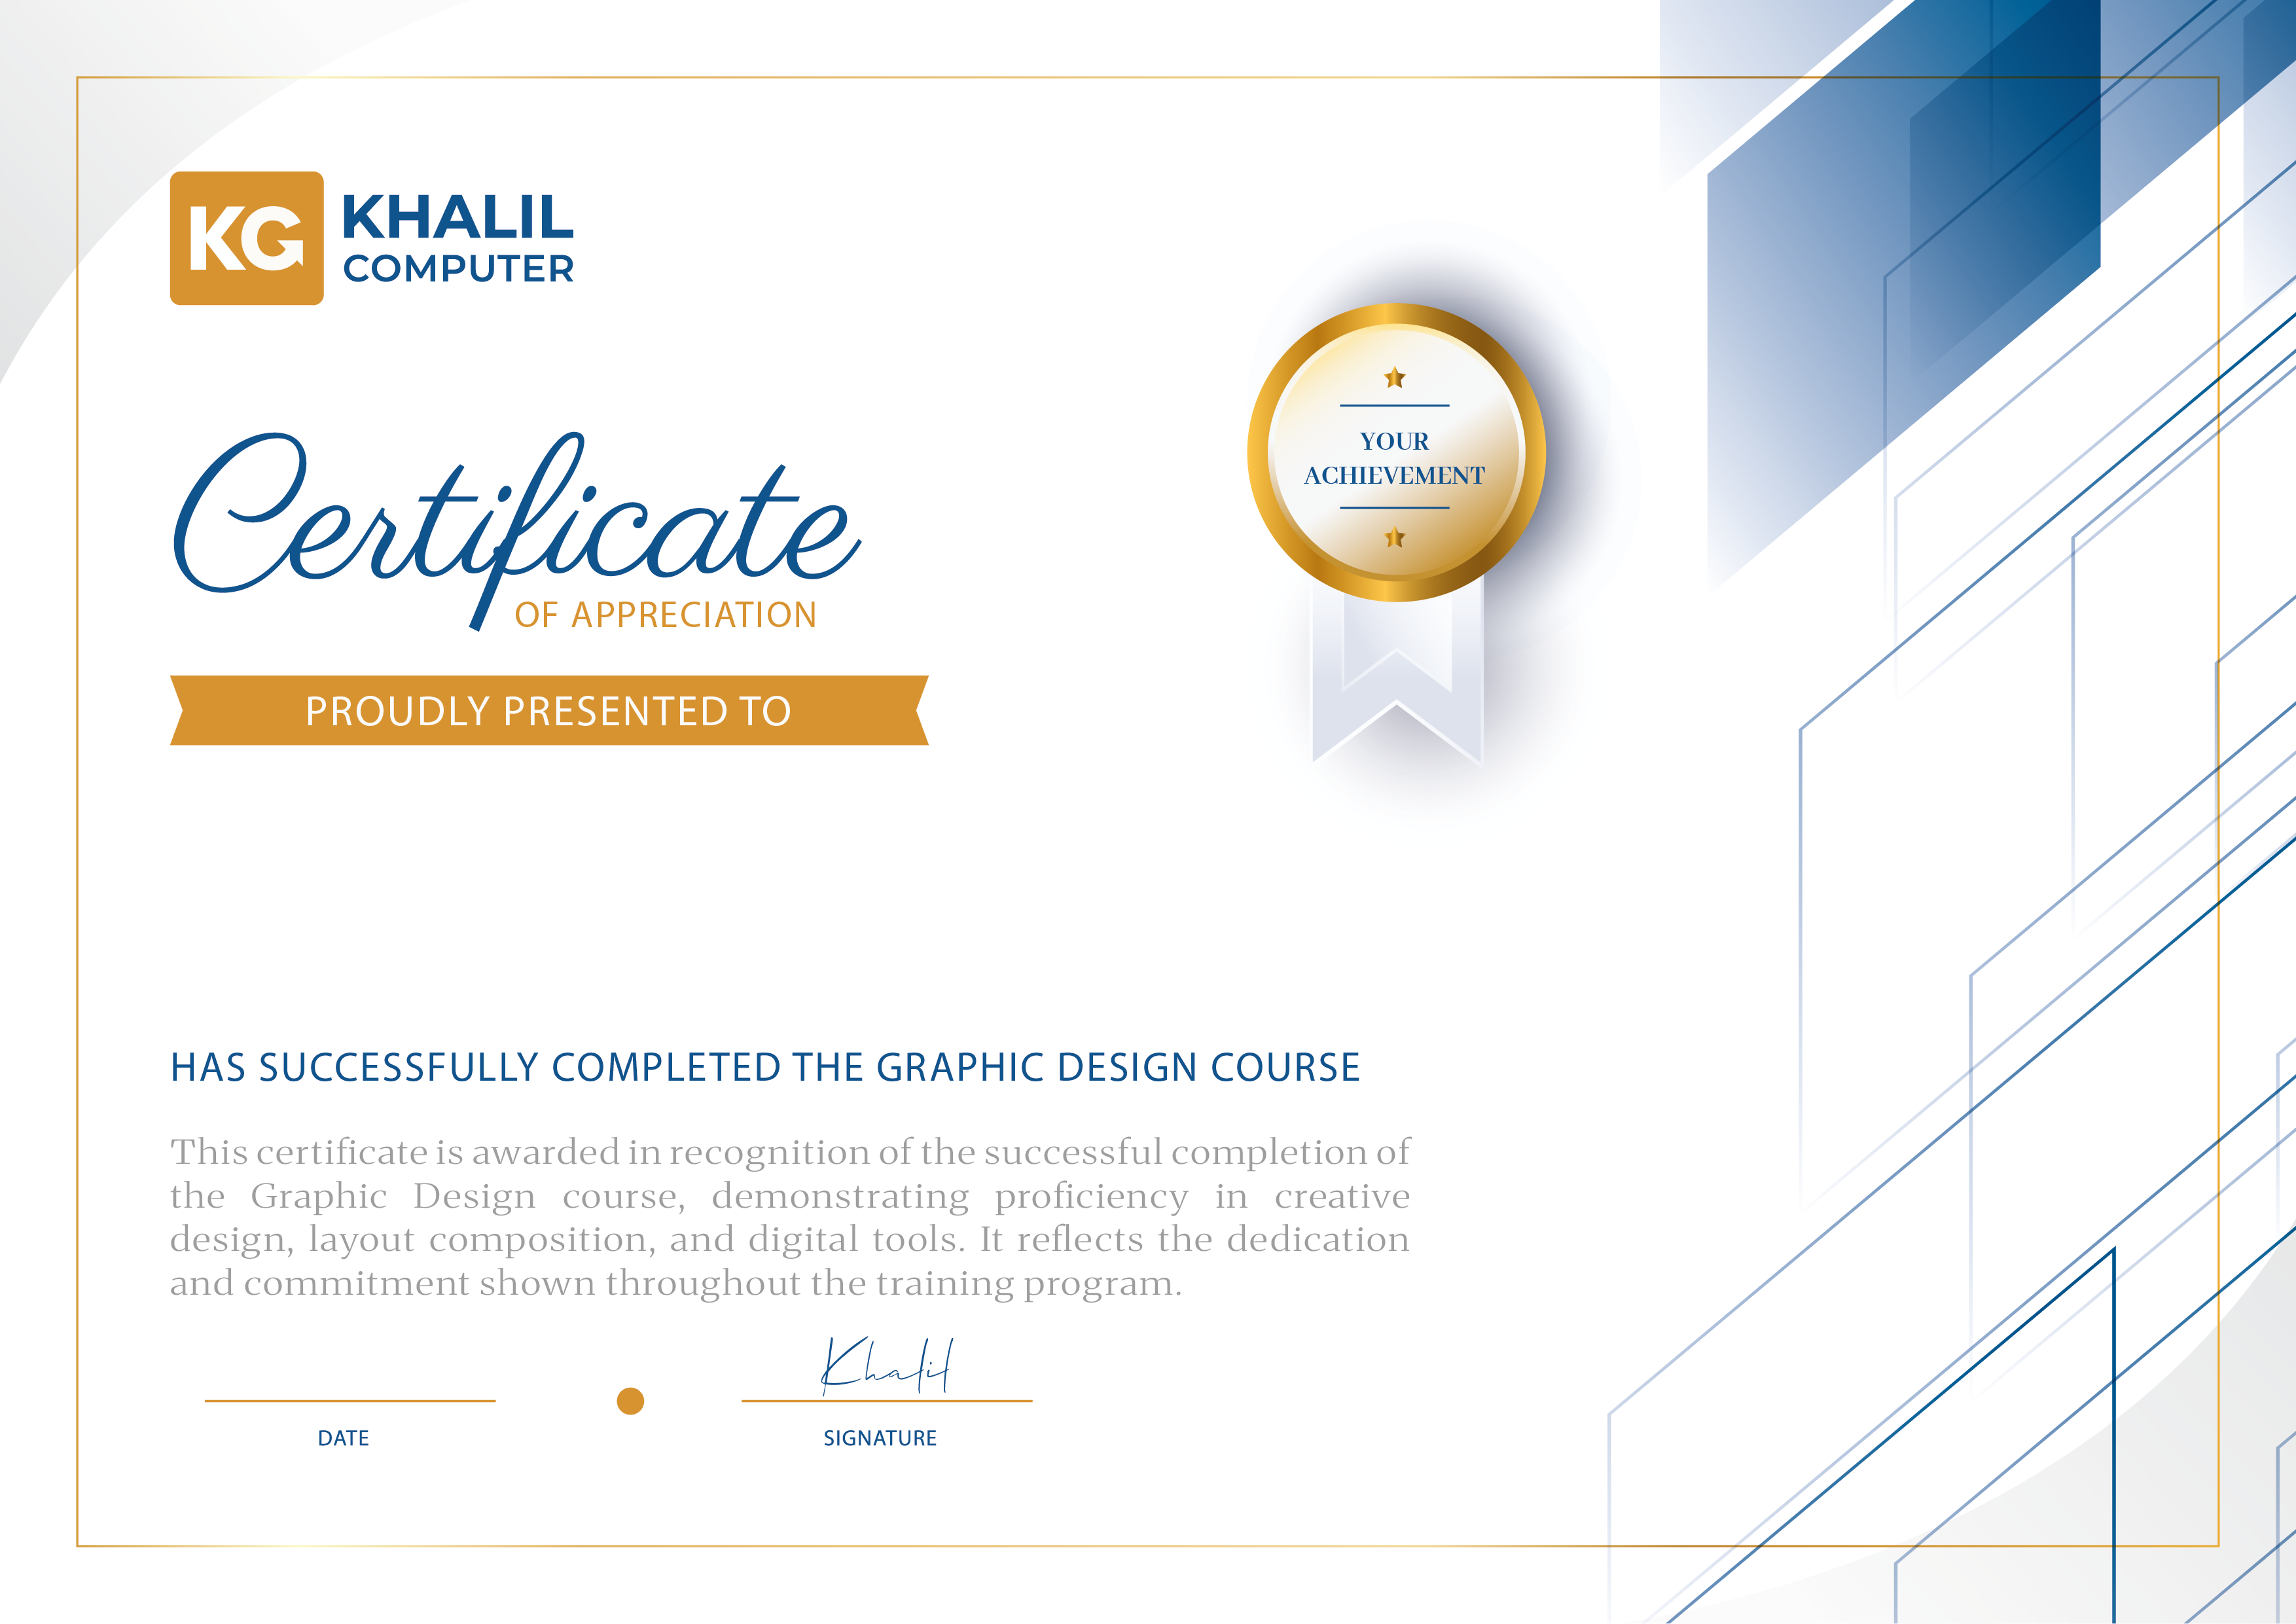 KG
KHALIL
COMPUTER
Certificate
OF APPRECIATION
PROUDLY PRESENTED TO
YOUR
ACHIEVEMENT
HAS SUCCESSFULLY COMPLETED THE GRAPHIC DESIGN COURSE
This certificate is awarded in recognition of the successful completion of
the Graphic Design course, demonstrating proficiency in creative
design, layout composition, and digital tools. It reflects the dedication
and commitment shown throughout the training program.
Khalil
DATE
SIGNATURE